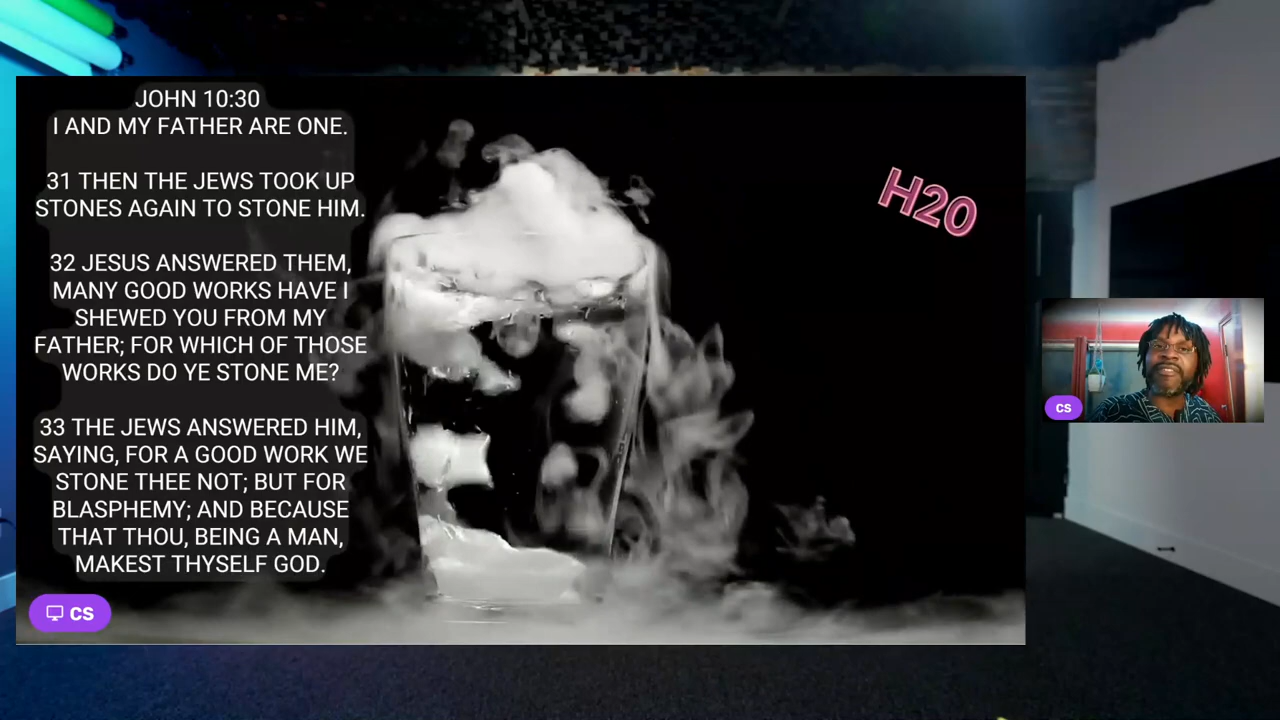 JOHN 10:30
I AND MY FATHER ARE ONE.
31 THEN THE JEWS TOOK UP
STONES AGAIN TO STONE HIM.
32 JESUS ANSWERED THEM,
MANY GOOD WORKS HAVE I
SHEWED YOU FROM MY
FATHER; FOR WHICH OF THOSE
WORKS DO YE STONE ME?
33 THE JEWS ANSWERED HIM,
SAYING, FOR A GOOD WORK WE
STONE THEE NOT; BUT FOR
BLASPHEMY; AND BECAUSE
THAT THOU, BEING A MAN,
MAKEST THYSELF GOD.
CS
H20
CS